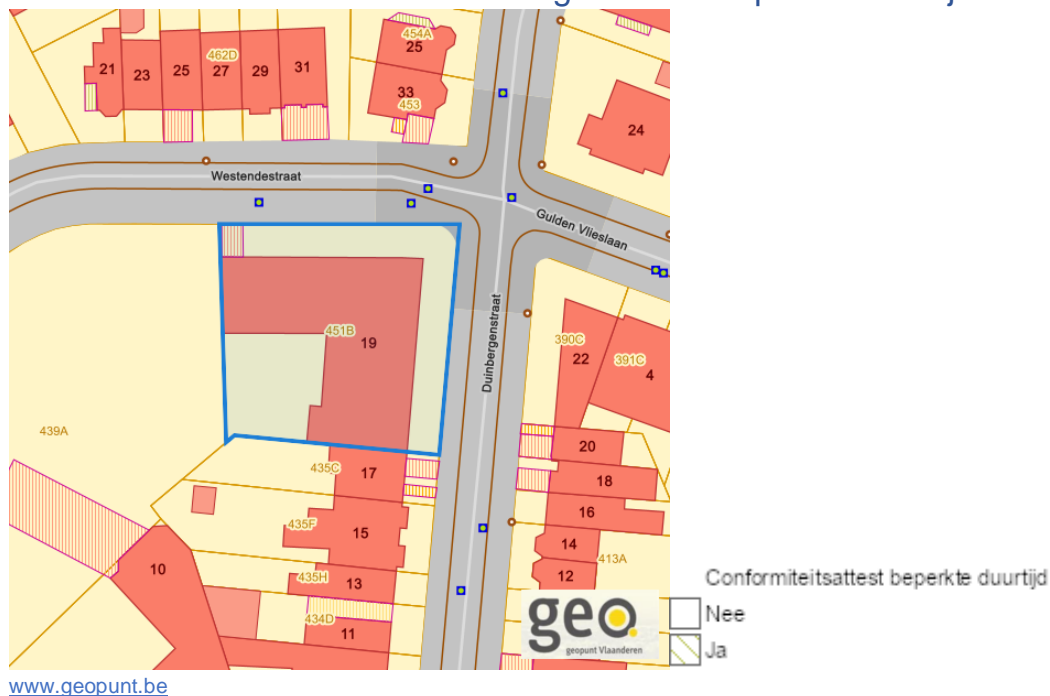 454A
25
462D
21
23
25
27
29
31
33
453
24
Westendestraat
Gulden Vlieslaan
Duinbergenstraat
451B
19
390C
22
391C
4
439A
20
435C
17
18
16
435F
15
14
413A
10
435H
13
12
434D
11
geo.
geopunt Vlaanderen
Conformiteitsattest beperkte duurtijd
Nee
Ja
www.geopunt.be